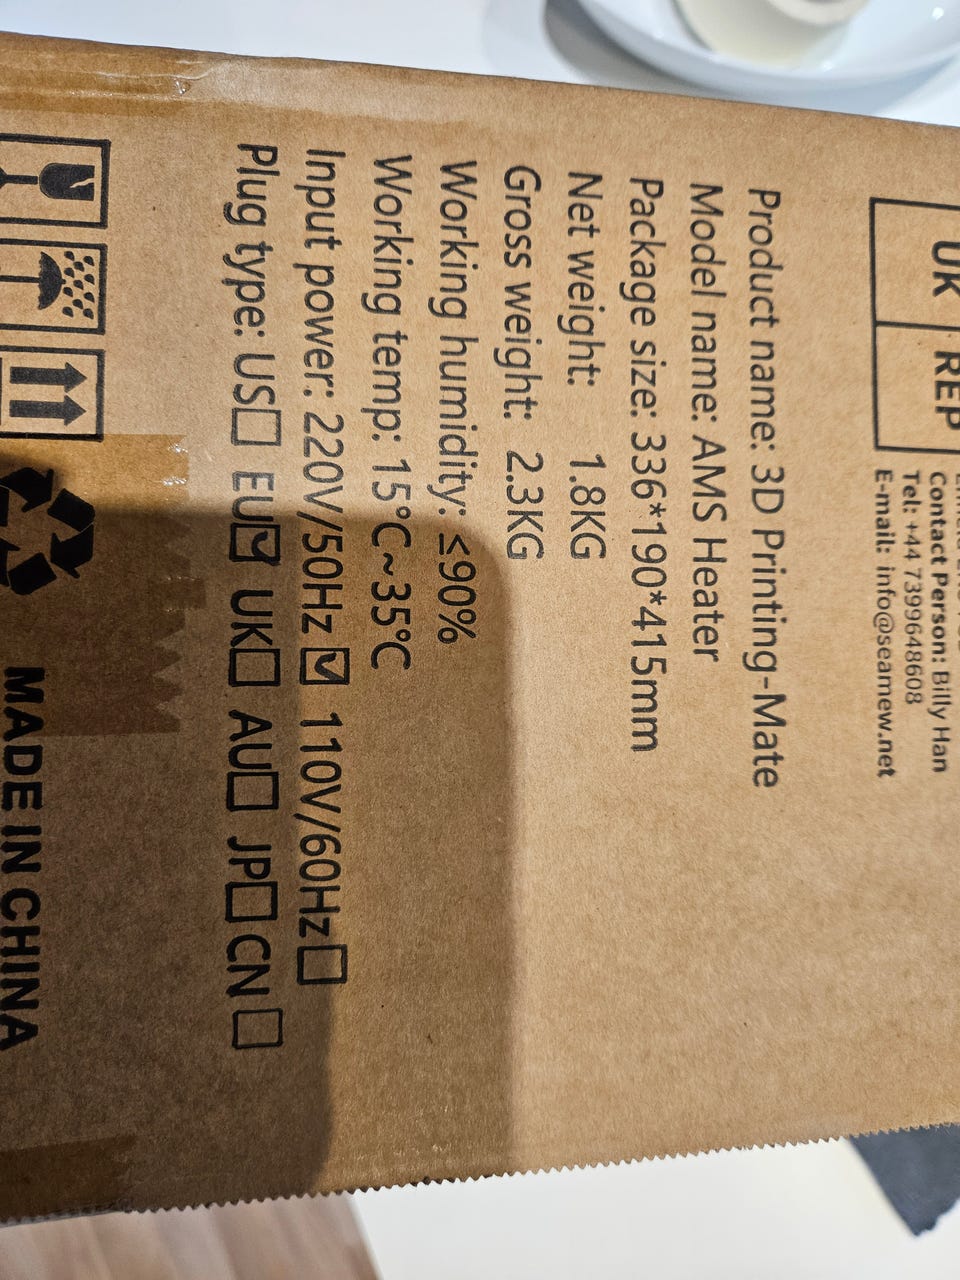 UK REP
Contact Person: Billy Han
Tel: +44 7399648608
E-mail: info@seamew.net
Product name: 3D Printing-Mate
Model name: AMS Heater
Package size: 336*190*415mm
Net weight: 1.8KG
Gross weight: 2.3KG
Working humidity: ≤90%
Working temp: 15°C~35°C
Input power: 220V/50Hz ☑ 110V/60Hz☐
Plug type: US☐ EU☑ UK☐ AU☐ JP☐ CN☐
MADE IN CHINA